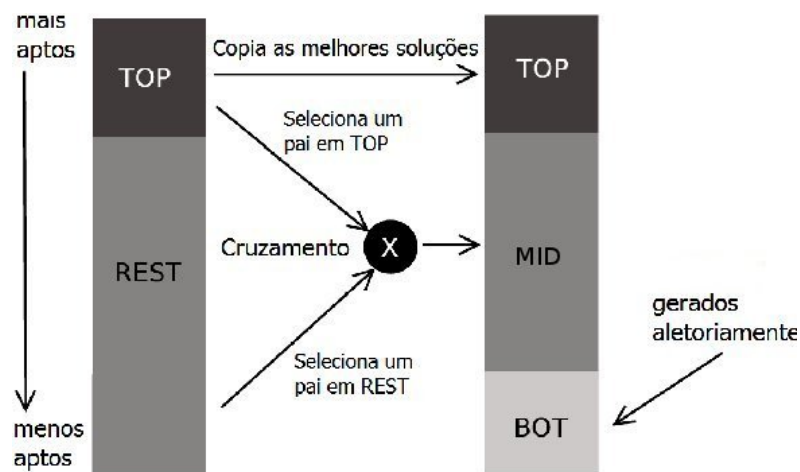 mais
aptos
TOP
Copia as melhores soluções
TOP
Seleciona um
pai em TOP
Cruzamento
X
REST
MID
gerados
aletoriamente
Seleciona um
pai em REST
menos
aptos
BOT